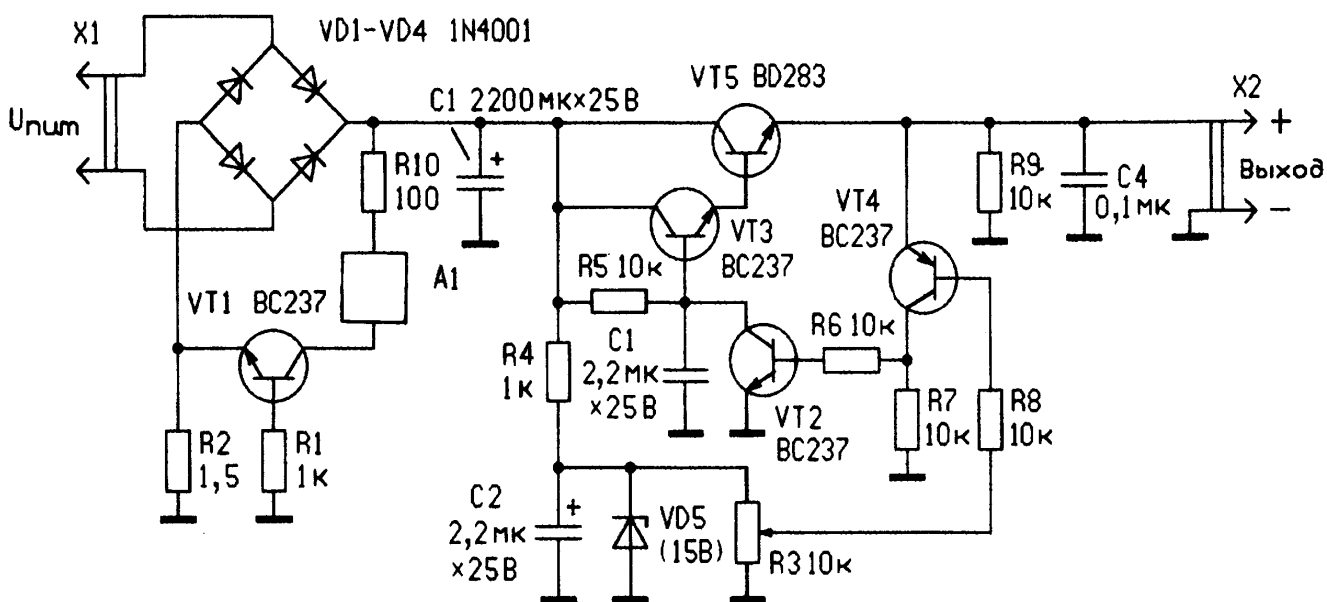 X1
VD1-VD4 1N4001
Uпит
C1 2200мк×25В
+
R10
100
A1
VT1 BC237
R2
1,5
R1
1к
VT5 BD283
VT3
BC237
R5 10к
R4
1к
C1
2,2мк
×25В
C2
2,2мк
×25В
+
VD5
(15В)
R3 10к
VT2
BC237
R6 10к
VT4
BC237
R7
10к
R8
10к
R9
10к
C4
0,1мк
X2
+
Выход
−